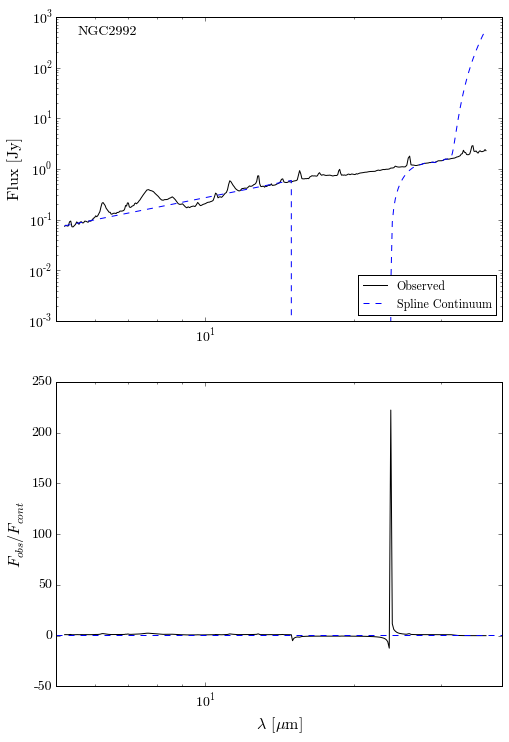 10³
NGC2992
10²
10¹
10⁰
10⁻¹
10⁻²
10⁻³
Flux [Jy]
Observed
Spline Continuum
10¹
250
200
150
100
50
0
-50
F_obs/F_cont
10¹
λ [μm]